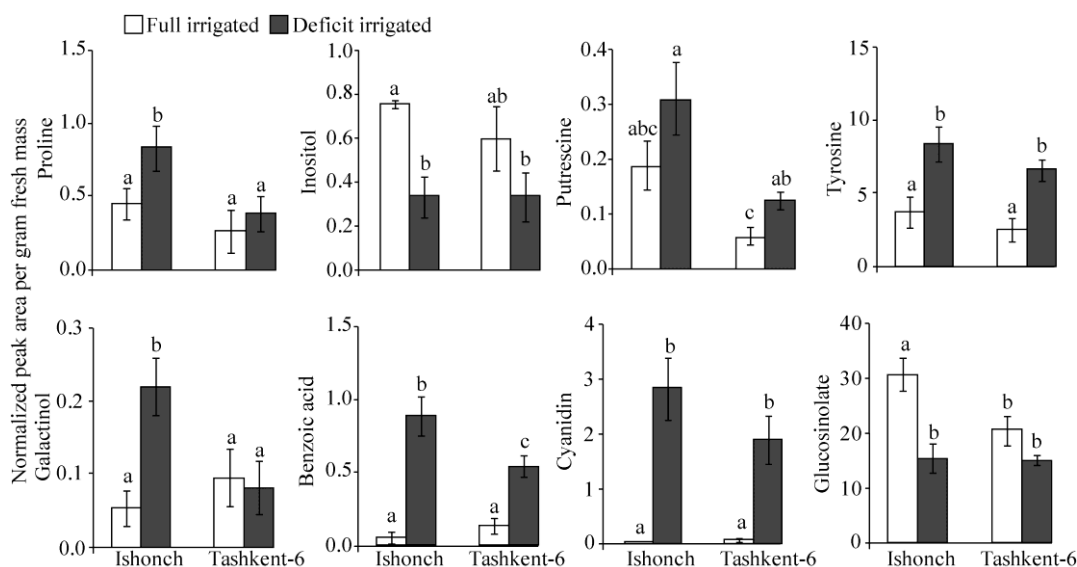 Full irrigated Deficit irrigated
Normalized peak area per gram fresh mass
Proline
1.5
1.0
0.5
0.0
a
b
a
a
Inositol
1.0
0.8
0.6
0.4
0.2
0.0
a
b
ab
b
Putrescine
0.4
0.3
0.2
0.1
0.0
abc
a
c
ab
Tyrosine
15
10
5
0
a
b
a
b
Galactinol
0.3
0.2
0.1
0.0
a
b
a
a
Ishonch Tashkent-6
Benzoic acid
1.5
1.0
0.5
0.0
a
b
a
c
Ishonch Tashkent-6
Cyanidin
4
3
2
1
0
a
b
a
b
Ishonch Tashkent-6
Glucosinolate
40
30
20
10
0
a
b
b
b
Ishonch Tashkent-6